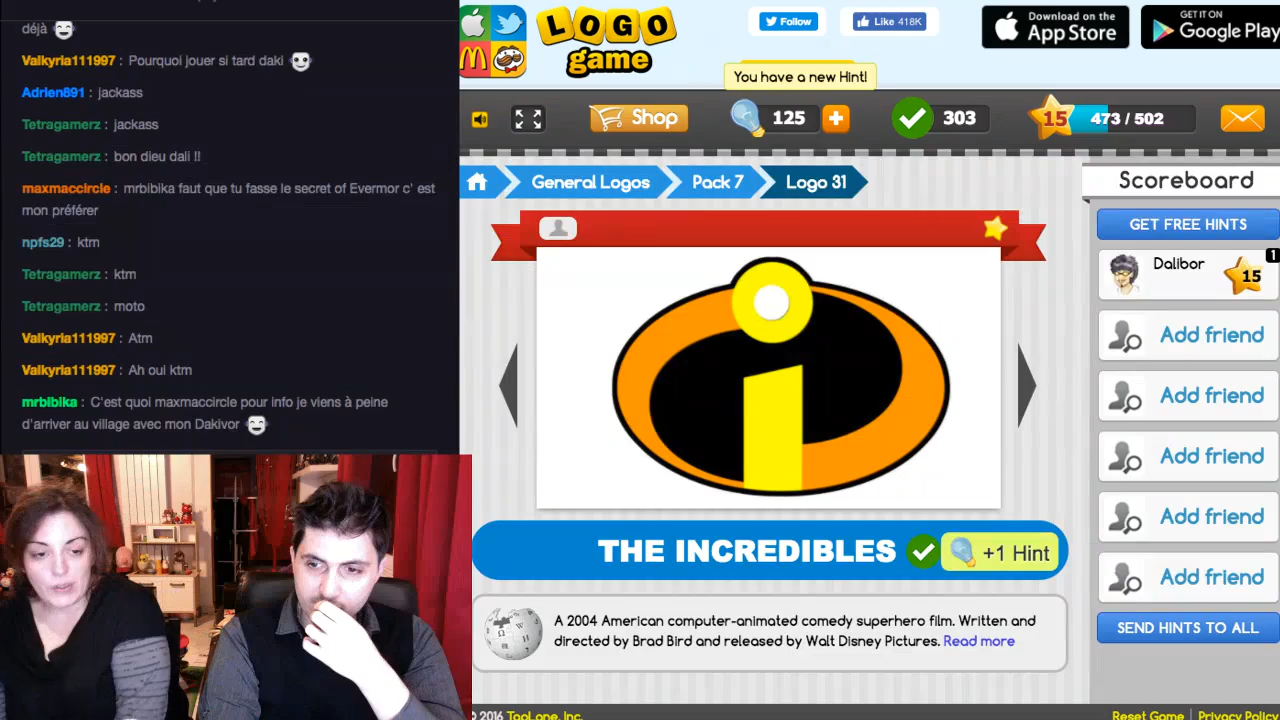 déjà
Valkyria111997 : Pourquoi jouer si tard daki
Adrien891 : jackass
Tetragamerz : jackass
Tetragamerz : bon dieu dali !!
maxmaccircle : mrbibika faut que tu fasse le secret of Evermor c' est
mon préférer
npfs29 : ktm
Tetragamerz : ktm
Tetragamerz : moto
Valkyria111997 : Atm
Valkyria111997 : Ah oui ktm
mrbibika : C'est quoi maxmaccircle pour info je viens à peine
d'arriver au village avec mon Dakivor
LOGO
game
Follow
Like 418K
Download on the
App Store
GET IT ON
Google Play
You have a new Hint!
Shop
125
303
15
473 / 502
General Logos
Pack 7
Logo 31
THE INCREDIBLES
+1 Hint
A 2004 American computer-animated comedy superhero film. Written and
directed by Brad Bird and released by Walt Disney Pictures. Read more
Scoreboard
GET FREE HINTS
Dalibor
15
1
Add friend
Add friend
Add friend
Add friend
Add friend
SEND HINTS TO ALL
© 2016 TapLane, Inc.
Reset Game | Privacy Policy